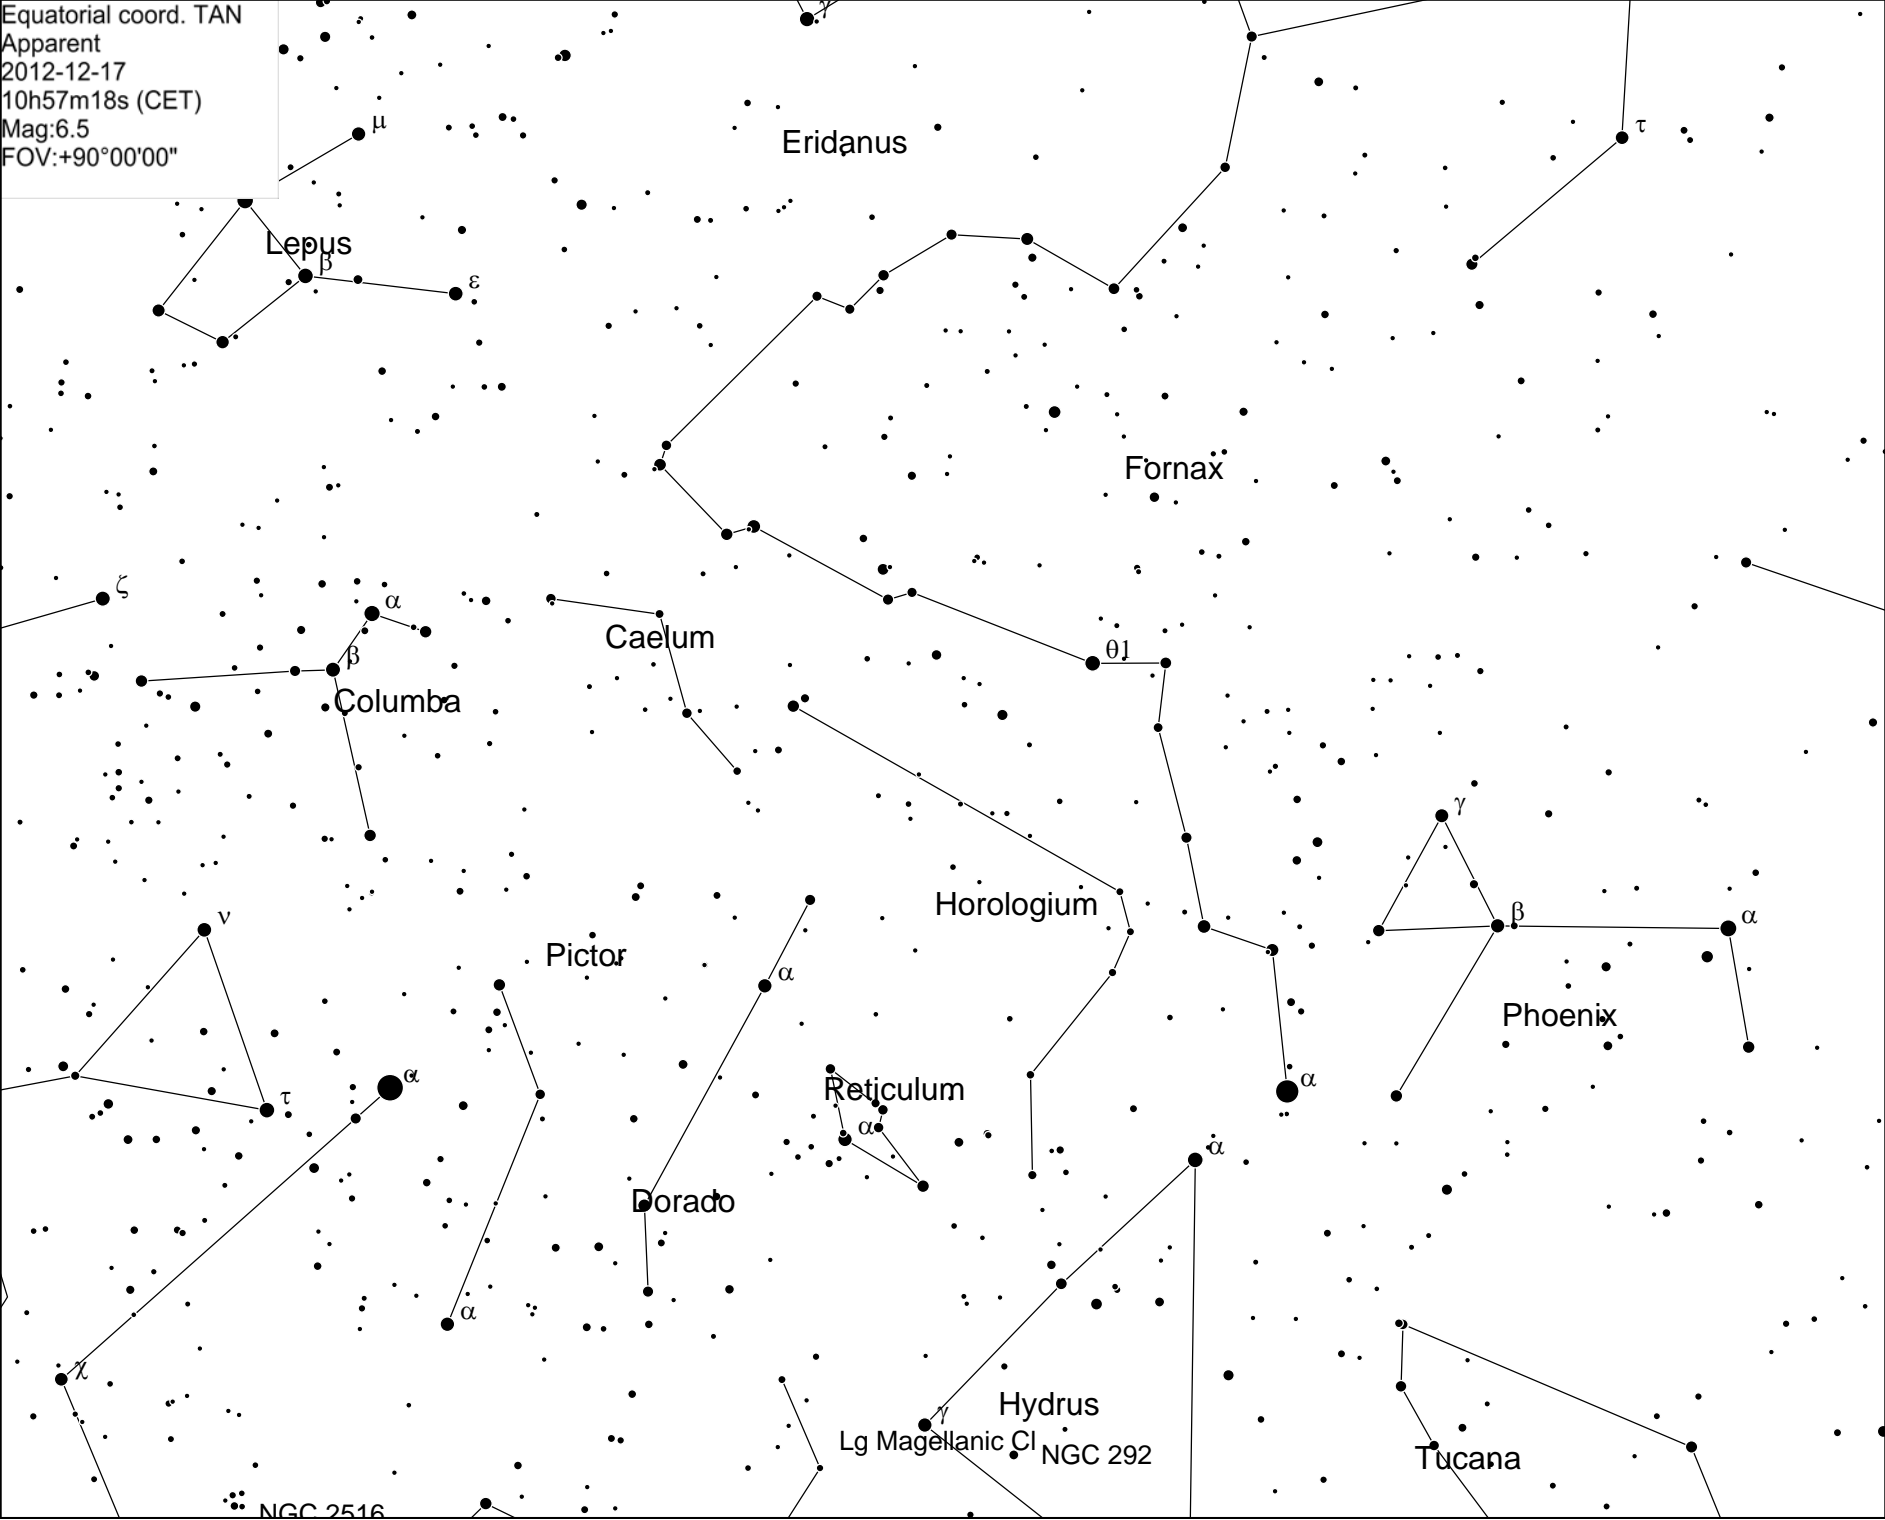 Equatorial coord. TAN
Apparent
2012-12-17
10h57m18s (CET)
Mag:6.5
FOV:+90°00'00"
γ
μ
τ
Eridanus
Lepus
β
ε
Fornax
ζ
α
Caelum
β
θ1
Columba
γ
Horologium
β
α
ν
Pictor
α
Phoenix
α
Reticulum
α
τ
α
α
Dorado
α
χ
Hydrus
γ
Lg Magellanic Cl
NGC 292
Tucana
NGC 2516